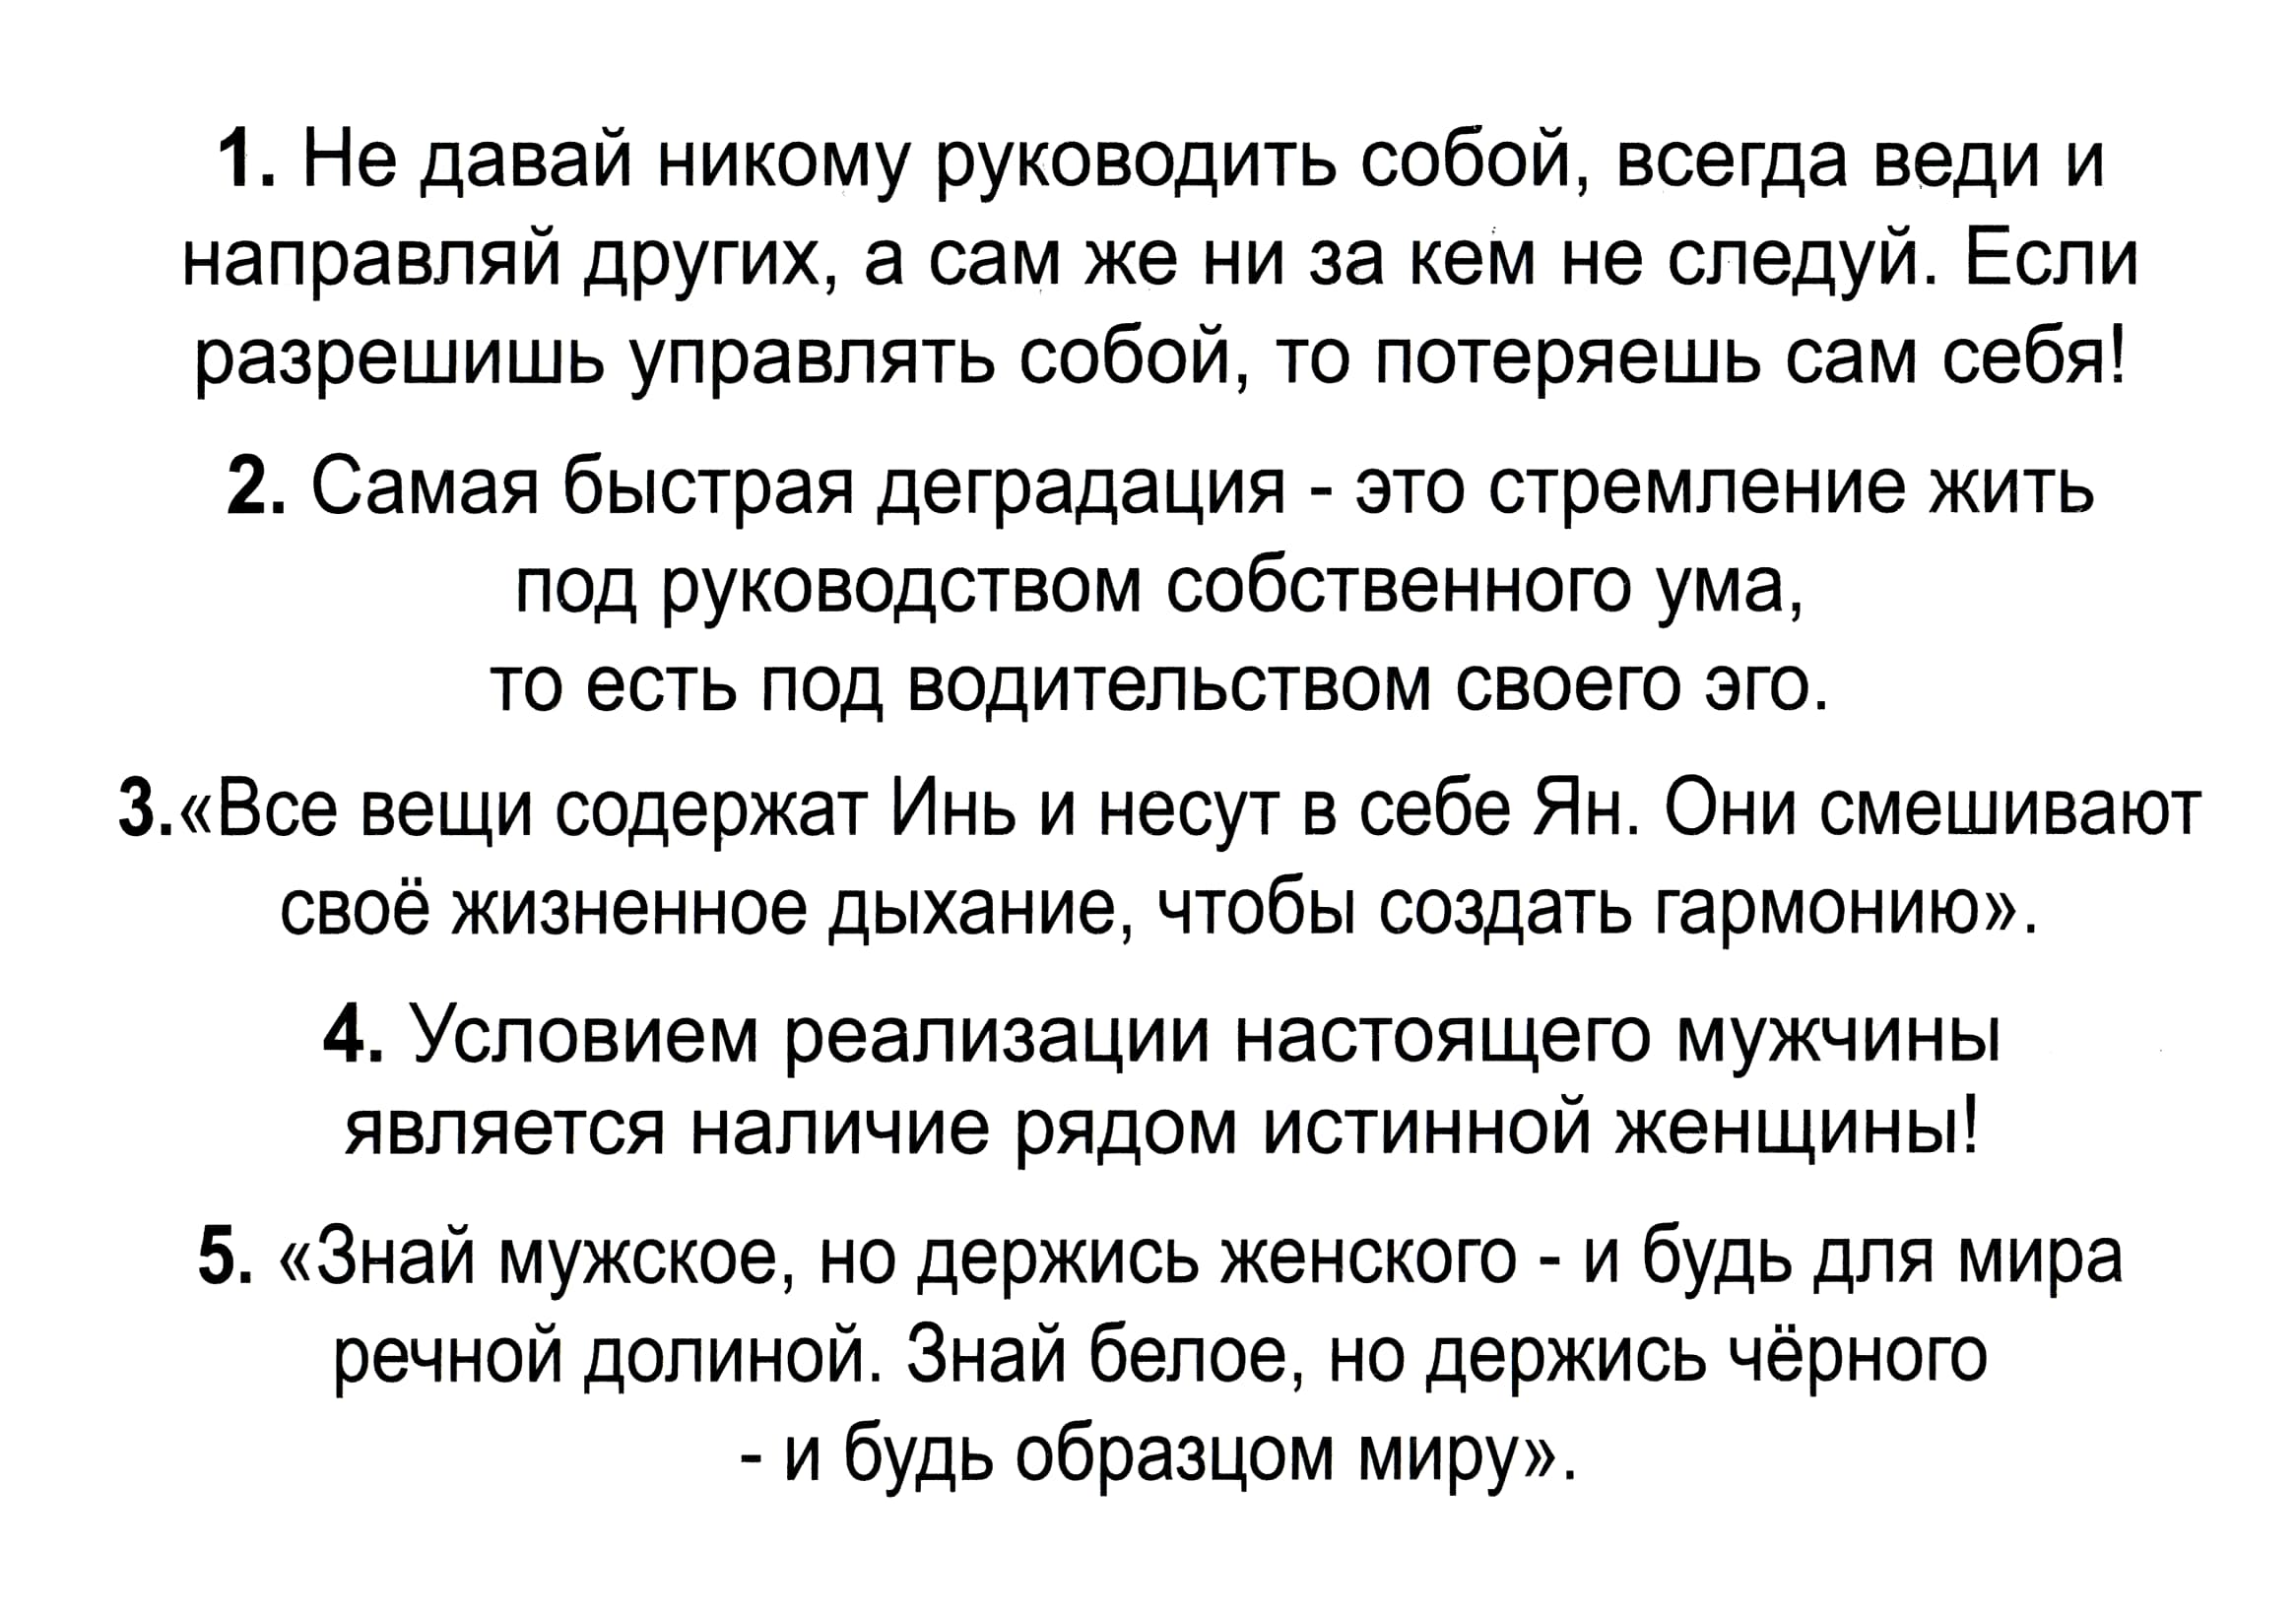 1. Не давай никому руководить собой, всегда веди и
направляй других, а сам же ни за кем не следуй. Если
разрешишь управлять собой, то потеряешь сам себя!
2. Самая быстрая деградация - это стремление жить
под руководством собственного ума,
то есть под водительством своего эго.
3.«Все вещи содержат Инь и несут в себе Ян. Они смешивают
своё жизненное дыхание, чтобы создать гармонию».
4. Условием реализации настоящего мужчины
является наличие рядом истинной женщины!
5. «Знай мужское, но держись женского - и будь для мира
речной долиной. Знай белое, но держись чёрного
- и будь образцом миру».